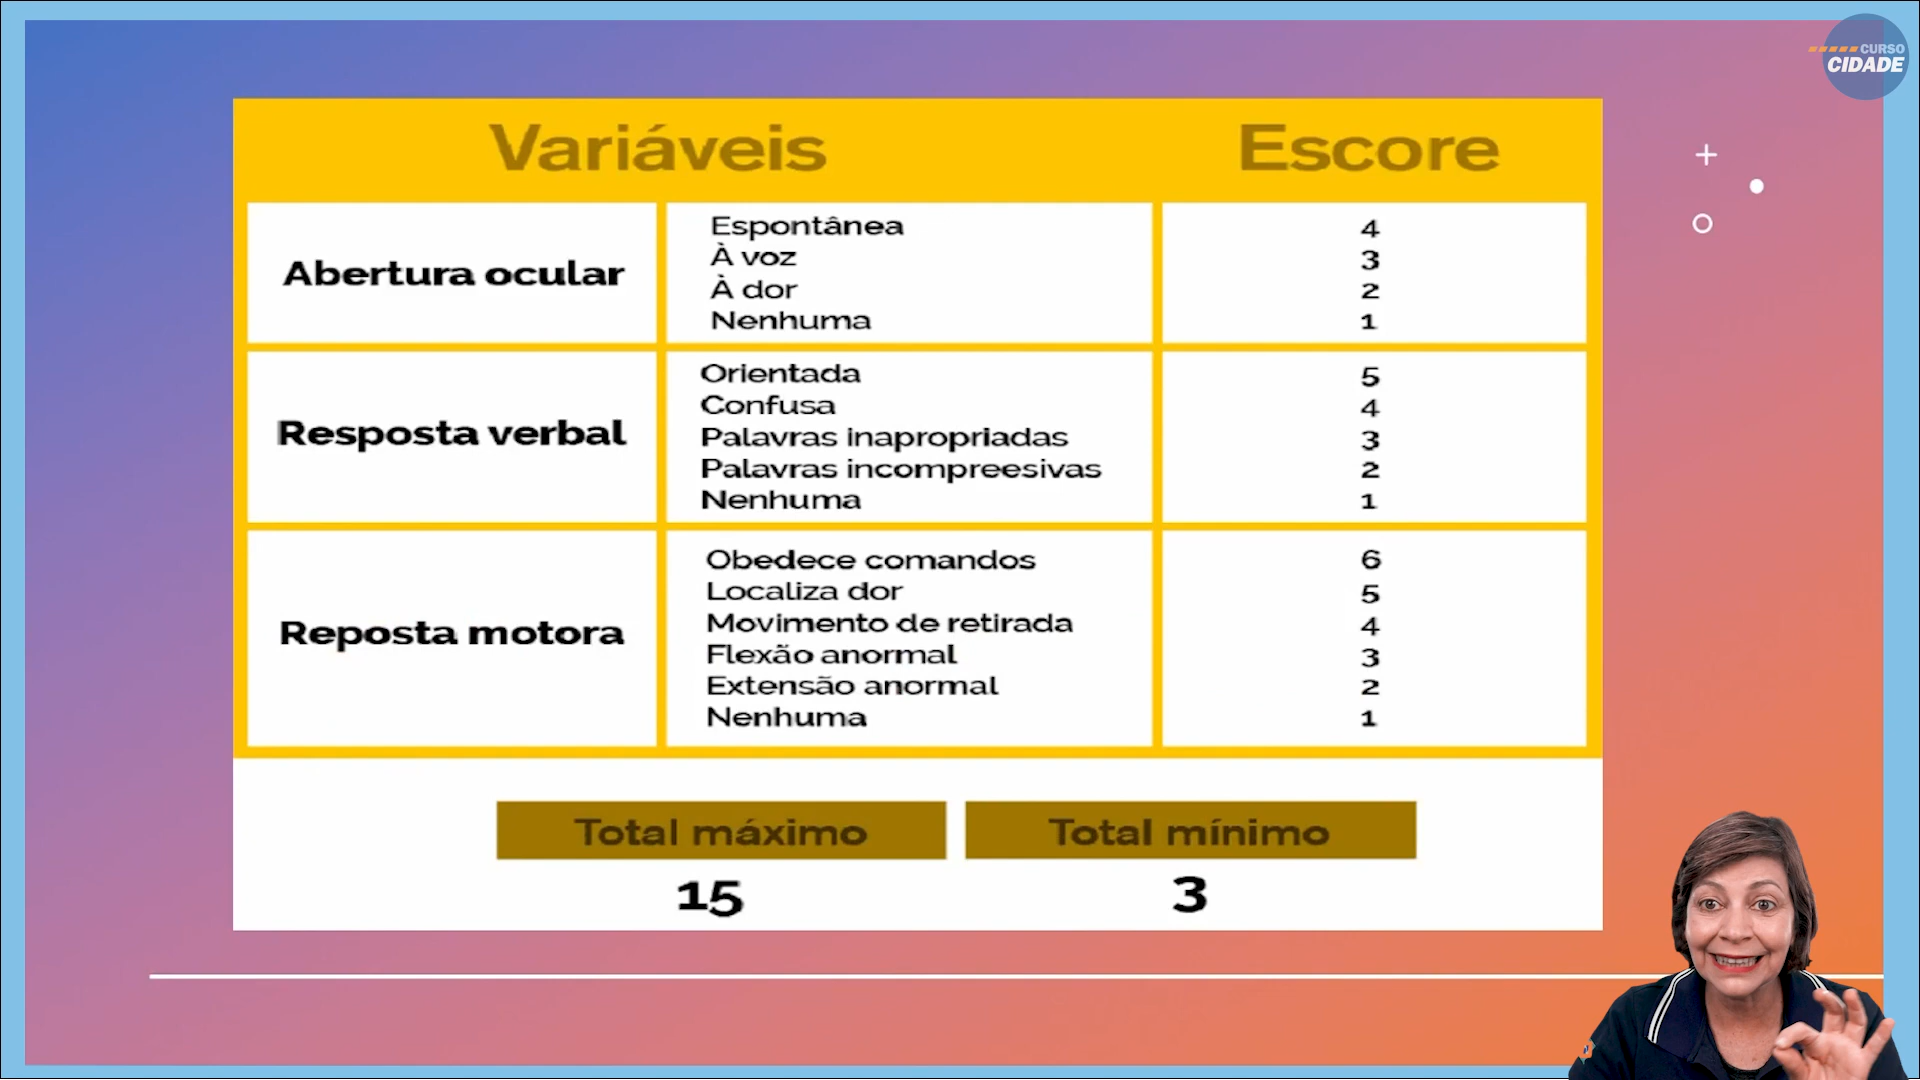 CURSO
CIDADE
Variáveis Escore
Abertura ocular
Espontânea 4
À voz 3
À dor 2
Nenhuma 1
Resposta verbal
Orientada 5
Confusa 4
Palavras inapropriadas 3
Palavras incompreesivas 2
Nenhuma 1
Reposta motora
Obedece comandos 6
Localiza dor 5
Movimento de retirada 4
Flexão anormal 3
Extensão anormal 2
Nenhuma 1
Total máximo Total mínimo
15 3